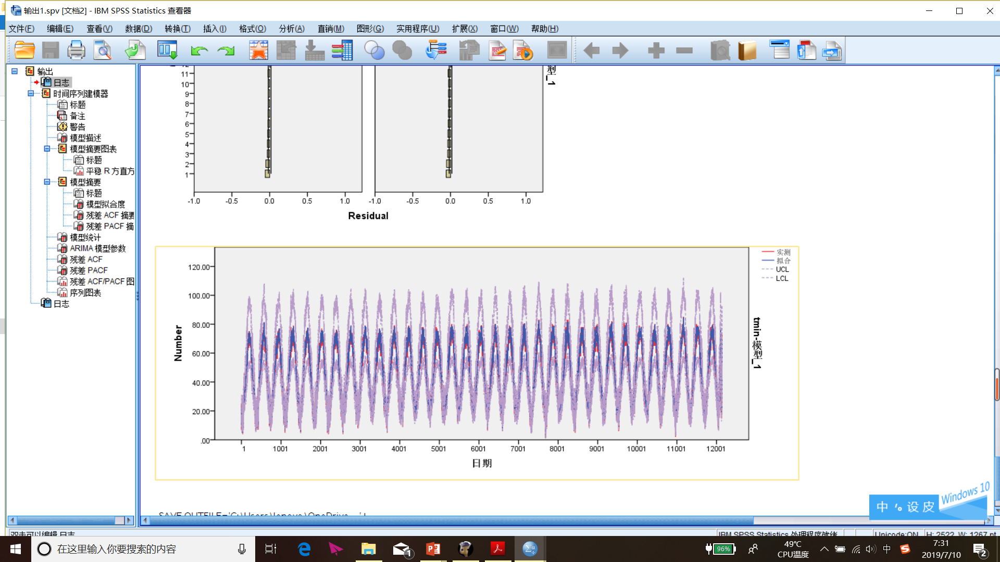 输出1.spv [文档2] - IBM SPSS Statistics 查看器
文件(F) 编辑(E) 查看(V) 数据(D) 转换(T) 插入(I) 格式(O) 分析(A) 直销(M) 图形(G) 实用程序(U) 扩展(X) 窗口(W) 帮助(H)
输出
日志
时间序列建模器
标题
备注
警告
模型描述
模型摘要图表
标题
平稳 R 方直方
模型摘要
标题
模型拟合度
残差 ACF 摘要
残差 PACF 摘
模型统计
ARIMA 模型参数
残差 ACF
残差 PACF
残差 ACF/PACF 图
序列图表
日志
12
11
10
9
8
7
6
5
4
3
2
1
-1.0 -0.5 0.0 0.5 1.0 -1.0 -0.5 0.0 0.5 1.0
Residual
型_1
120.00
100.00
80.00
60.00
40.00
20.00
.00
Number
1 1001 2001 3001 4001 5001 6001 7001 8001 9001 10001 11001 12001
日期
实测
拟合
UCL
LCL
tmin-模型_1
SAVE OUTFILE='C:\Users\lenovo\OneDrive
双击可以编辑 日志
IBM SPSS Statistics 处理程序就绪
Unicode:ON
H: 2522, W: 1267 pt
中 设 皮
Windows 10
在这里输入你要搜索的内容
1
96%
49℃
CPU温度
中
7:31
2019/7/10
2